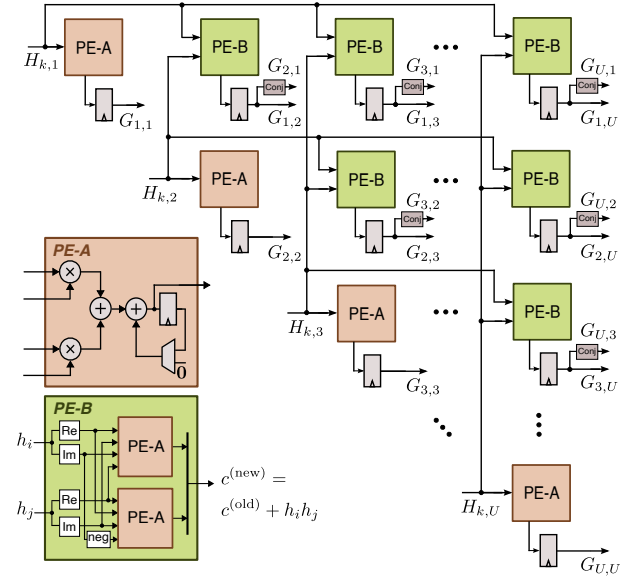 PE-A
PE-B
PE-B
PE-B
H_{k,1}
G_{2,1}
G_{3,1}
G_{U,1}
Conj
Conj
Conj
G_{1,1}
G_{1,2}
G_{1,3}
G_{1,U}
PE-A
PE-B
PE-B
H_{k,2}
G_{3,2}
G_{U,2}
Conj
Conj
G_{2,2}
G_{2,3}
G_{2,U}
PE-A
×
+
+
×
0
PE-A
PE-B
H_{k,3}
G_{U,3}
Conj
G_{3,3}
G_{3,U}
PE-B
h_i
Re
Im
PE-A
h_j
Re
Im
neg
PE-A
c^{(new)} =
c^{(old)} + h_i h_j
PE-A
H_{k,U}
G_{U,U}